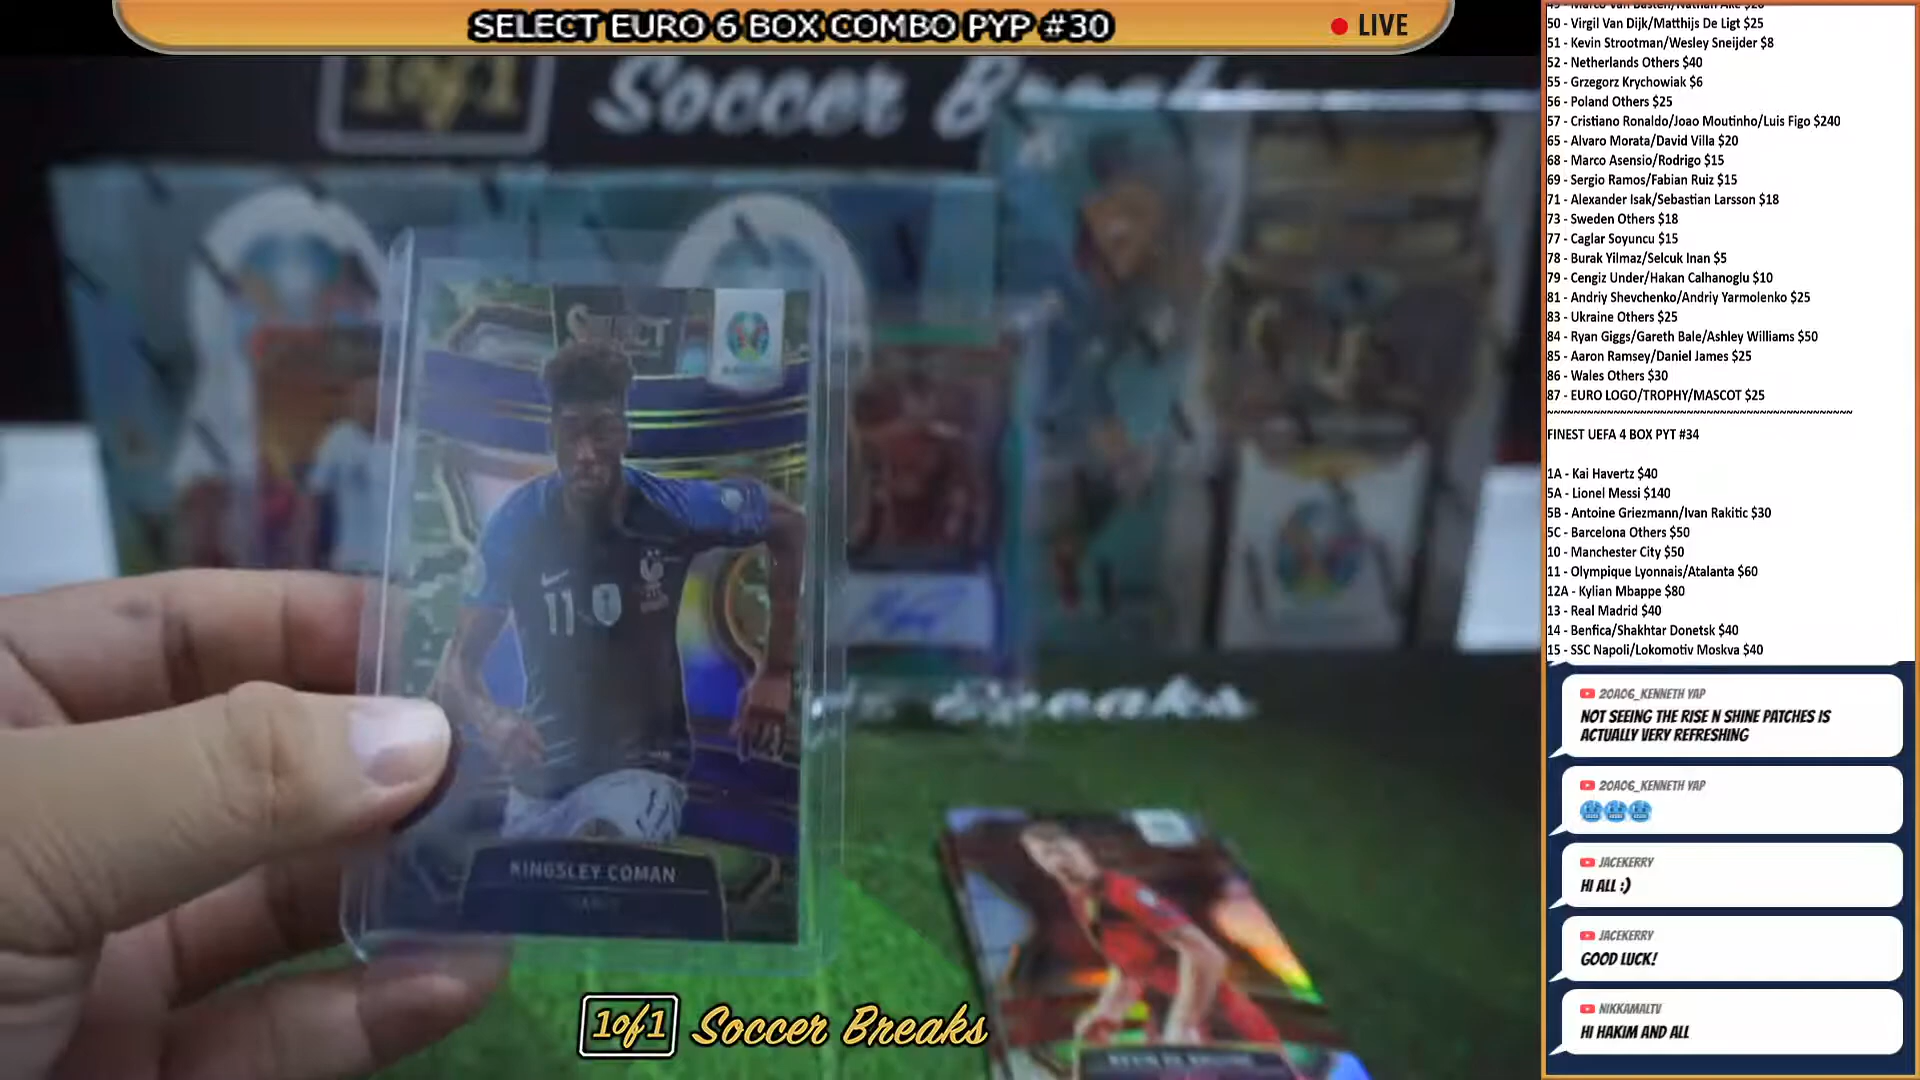 SELECT EURO 6 BOX COMBO PYP #30
LIVE
1of1
Soccer Breaks
SELECT
11
KINGSLEY COMAN
Breaks
1of1 Soccer Breaks
50 - Virgil Van Dijk/Matthijs De Ligt $25
51 - Kevin Strootman/Wesley Sneijder $8
52 - Netherlands Others $40
55 - Grzegorz Krychowiak $6
56 - Poland Others $25
57 - Cristiano Ronaldo/Joao Moutinho/Luis Figo $240
65 - Alvaro Morata/David Villa $20
68 - Marco Asensio/Rodrigo $15
69 - Sergio Ramos/Fabian Ruiz $15
71 - Alexander Isak/Sebastian Larsson $18
73 - Sweden Others $18
77 - Caglar Soyuncu $15
78 - Burak Yilmaz/Selcuk Inan $5
79 - Cengiz Under/Hakan Calhanoglu $10
81 - Andriy Shevchenko/Andriy Yarmolenko $25
83 - Ukraine Others $25
84 - Ryan Giggs/Gareth Bale/Ashley Williams $50
85 - Aaron Ramsey/Daniel James $25
86 - Wales Others $30
87 - EURO LOGO/TROPHY/MASCOT $25
FINEST UEFA 4 BOX PYT #34
1A - Kai Havertz $40
5A - Lionel Messi $140
5B - Antoine Griezmann/Ivan Rakitic $30
5C - Barcelona Others $50
10 - Manchester City $50
11 - Olympique Lyonnais/Atalanta $60
12A - Kylian Mbappe $80
13 - Real Madrid $40
14 - Benfica/Shakhtar Donetsk $40
15 - SSC Napoli/Lokomotiv Moskva $40
20A06_KENNETH YAP
NOT SEEING THE RISE N SHINE PATCHES IS
ACTUALLY VERY REFRESHING
20A06_KENNETH YAP
JACEKERRY
HI ALL :)
JACEKERRY
GOOD LUCK!
NIKKAMALTV
HI HAKIM AND ALL